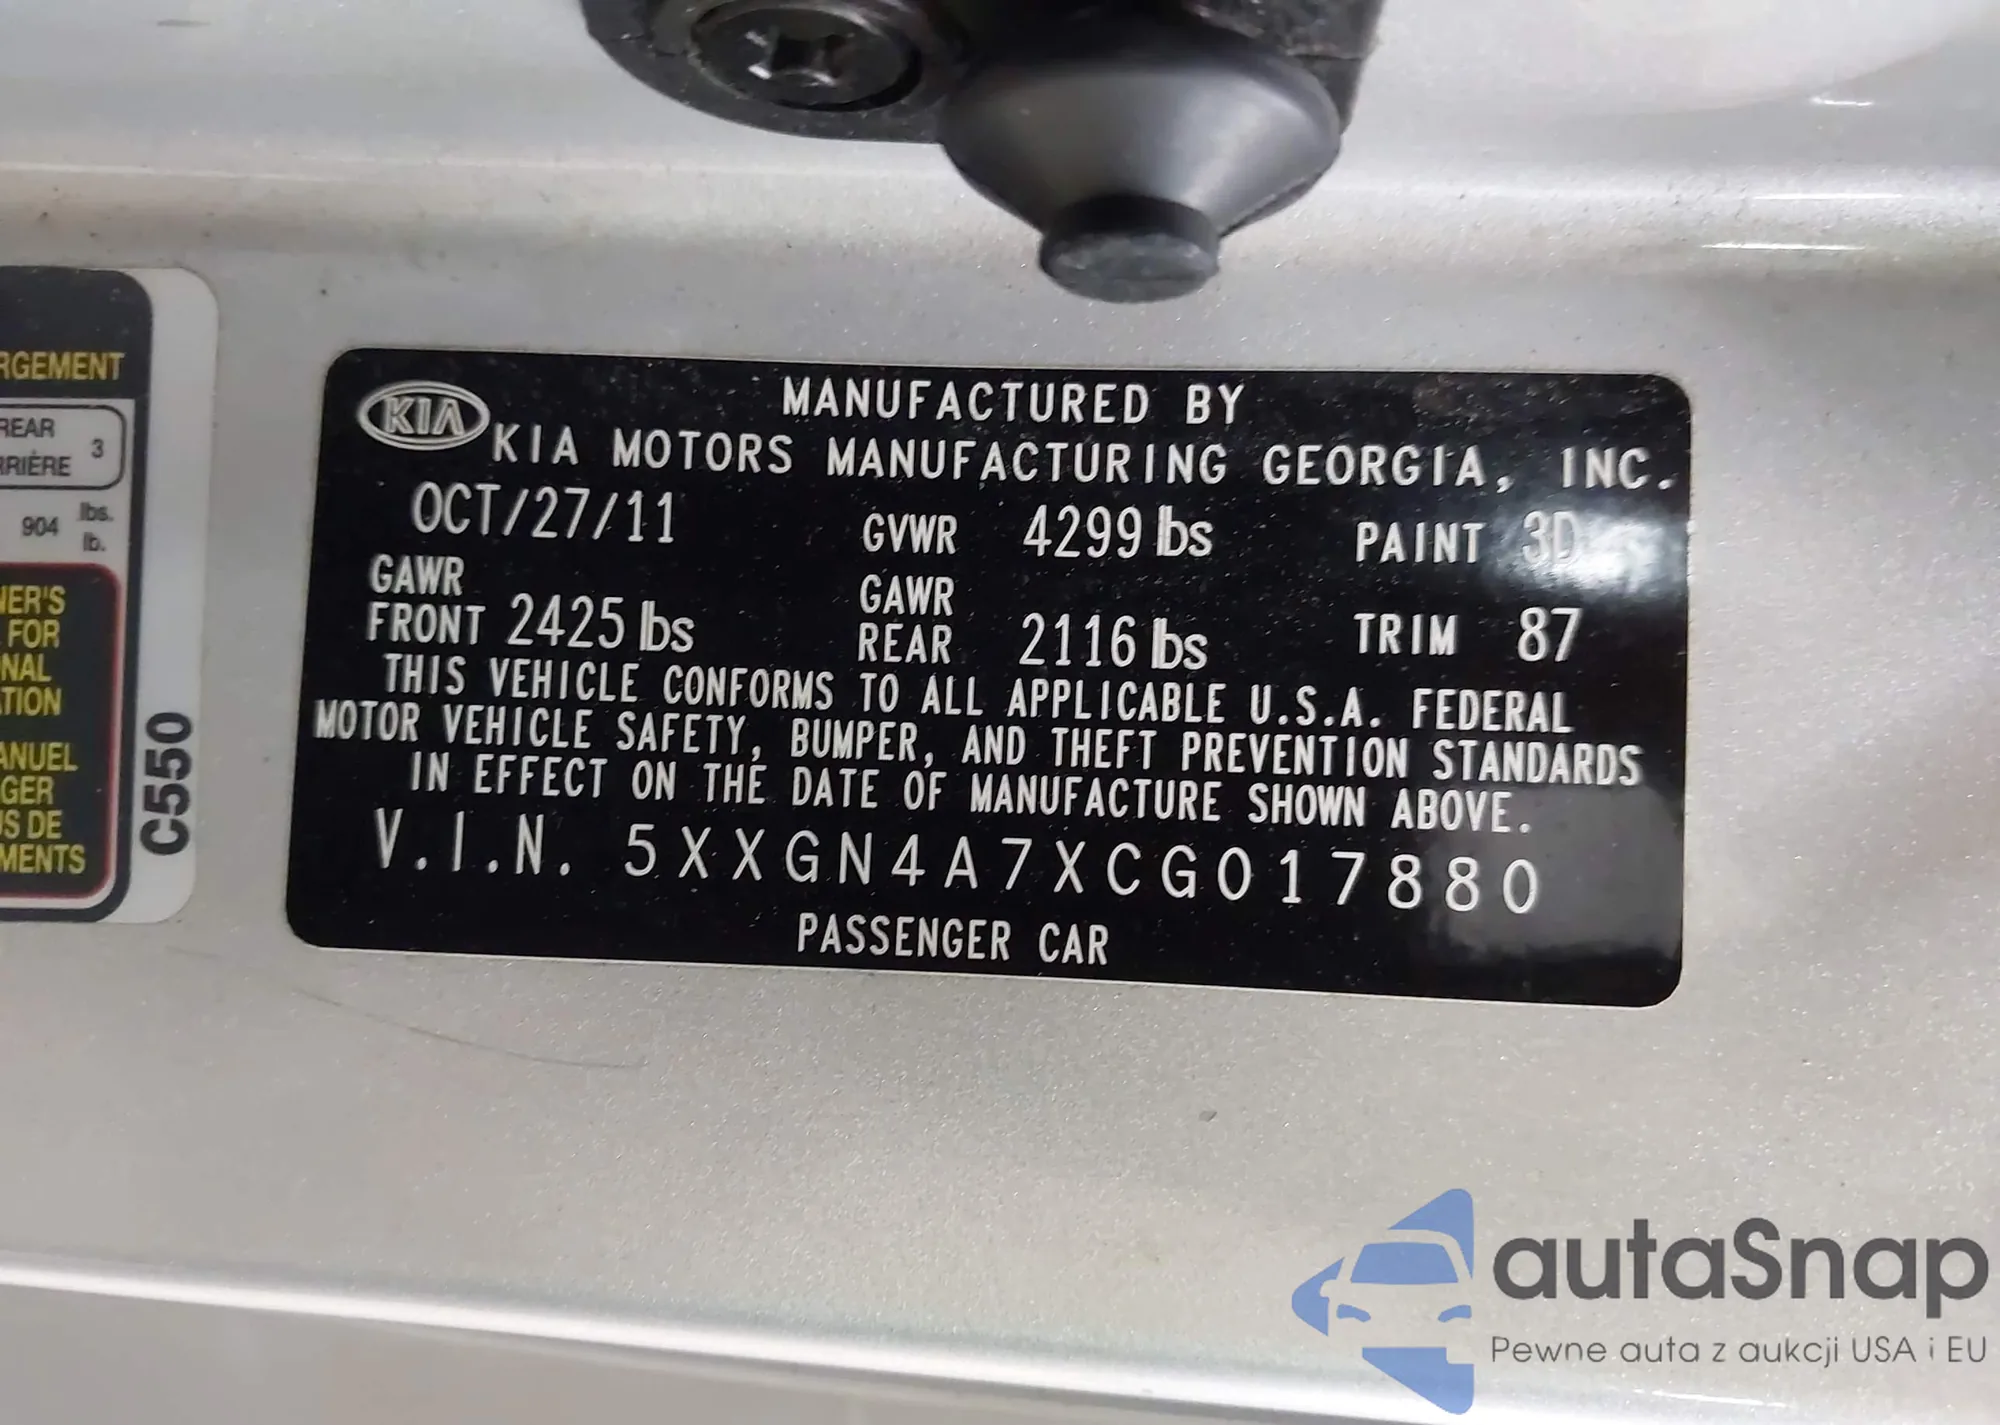 RGEMENT
REAR
RRIÈRE 3
904 lbs.
lb.
NER'S
FOR
NAL
TION
ANUEL
GER
US DE
MENTS
C550
KIA
MANUFACTURED BY
KIA MOTORS MANUFACTURING GEORGIA, INC.
OCT/27/11 GVWR 4299 lbs PAINT 3D
GAWR
FRONT 2425 lbs GAWR
REAR 2116 lbs TRIM 87
THIS VEHICLE CONFORMS TO ALL APPLICABLE U.S.A. FEDERAL
MOTOR VEHICLE SAFETY, BUMPER, AND THEFT PREVENTION STANDARDS
IN EFFECT ON THE DATE OF MANUFACTURE SHOWN ABOVE.
V.I.N. 5XXGN4A7XCG017880
PASSENGER CAR
autaSnap
Pewne auta z aukcji USA i EU